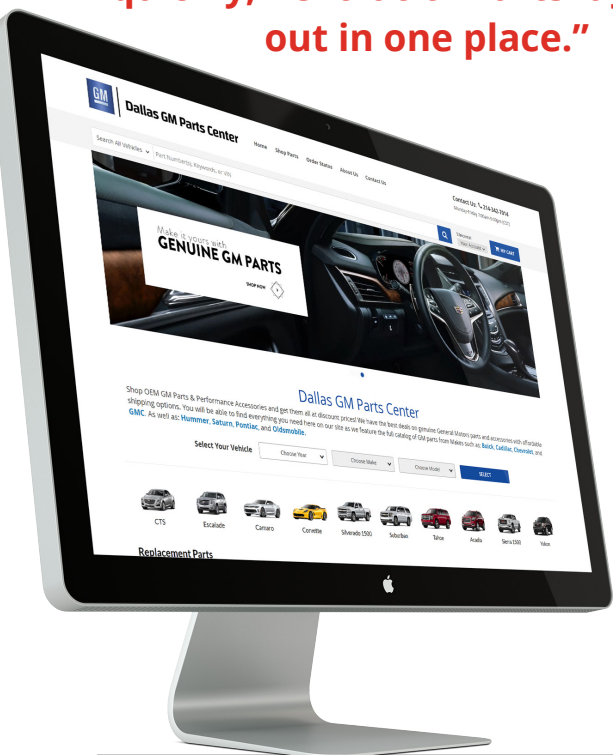 out in one place.”
GM
Dallas GM Parts Center
Home Shop Parts Order Status About Us Contact Us
Contact Us:
Search All Vehicles Part Number(s), Keywords, or VIN
Welcome!
Your Account MY CART
Make it yours with
GENUINE GM PARTS
SHOP NOW
Dallas GM Parts Center
Shop OEM GM Parts & Performance Accessories and get them all at discount prices! We have the best deals on genuine General Motors parts and accessories with affordable
shipping options. You will be able to find everything you need here on our site as we feature the full catalog of GM parts from Makes such as: Buick, Cadillac, Chevrolet, and
GMC. As well as: Hummer, Saturn, Pontiac, and Oldsmobile.
Select Your Vehicle Choose Year Choose Make Choose Model SELECT
CTS Escalade Camaro Corvette Silverado 1500 Suburban Tahoe Acadia Sierra 1500 Yukon
Replacement Parts